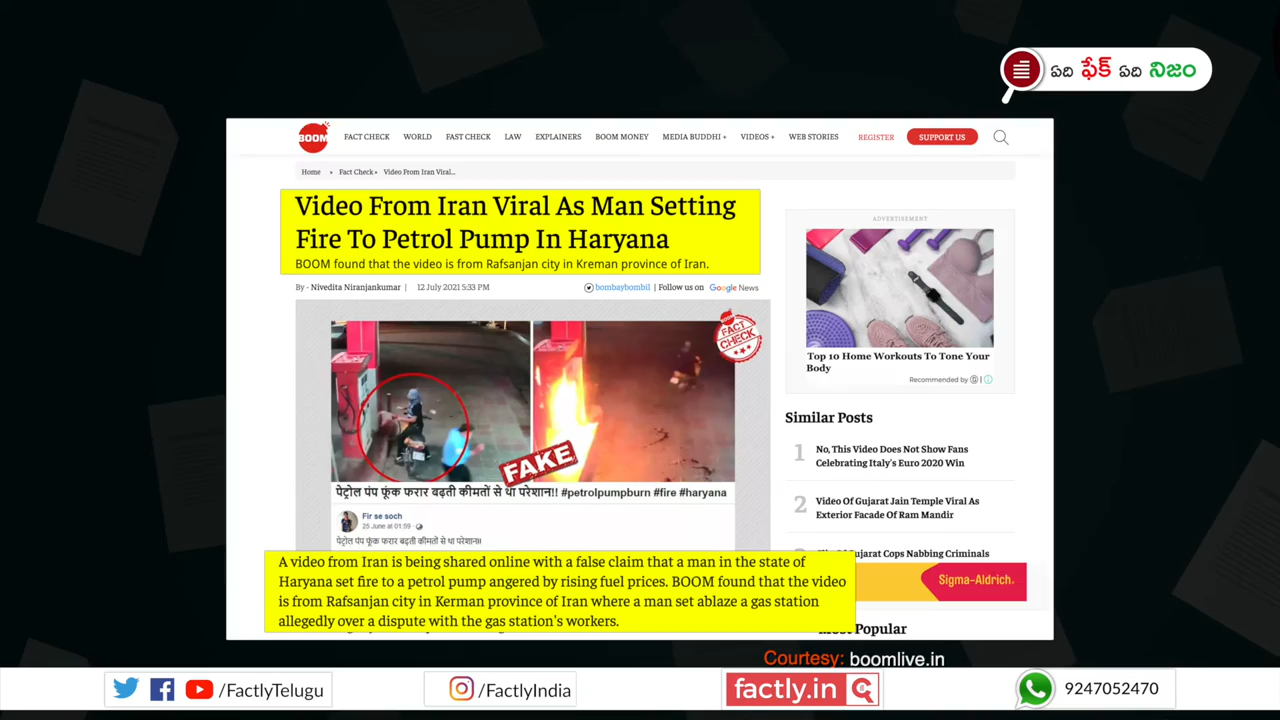 ఏది ఫేక్ ఏది నిజం
BOOM FACT CHECK WORLD FAST CHECK LAW EXPLAINERS BOOM MONEY MEDIA BUDDHI + VIDEOS + WEB STORIES REGISTER SUPPORT US
Home » Fact Check » Video From Iran Viral...
Video From Iran Viral As Man Setting
Fire To Petrol Pump In Haryana
BOOM found that the video is from Rafsanjan city in Kreman province of Iran.
By - Nivedita Niranjankumar | 12 July 2021 5:33 PM
bombaybombil | Follow us on Google News
FACT CHECK
FAKE
पेट्रोल पंप फूंक फरार बढ़ती कीमतों से था परेशान!! #petrolpumpburn #fire #haryana
Fir se soch
25 June at 01:59
पेट्रोल पंप फूंक फरार बढ़ती कीमतों से था परेशान!!
A video from Iran is being shared online with a false claim that a man in the state of
Haryana set fire to a petrol pump angered by rising fuel prices. BOOM found that the video
is from Rafsanjan city in Kerman province of Iran where a man set ablaze a gas station
allegedly over a dispute with the gas station's workers.
ADVERTISEMENT
Top 10 Home Workouts To Tone Your
Body
Recommended by
Similar Posts
1 No, This Video Does Not Show Fans
Celebrating Italy's Euro 2020 Win
2 Video Of Gujarat Jain Temple Viral As
Exterior Facade Of Ram Mandir
Gujarat Cops Nabbing Criminals
Sigma-Aldrich.
Most Popular
Courtesy: boomlive.in
/FactlyTelugu
/FactlyIndia
factly.in
9247052470